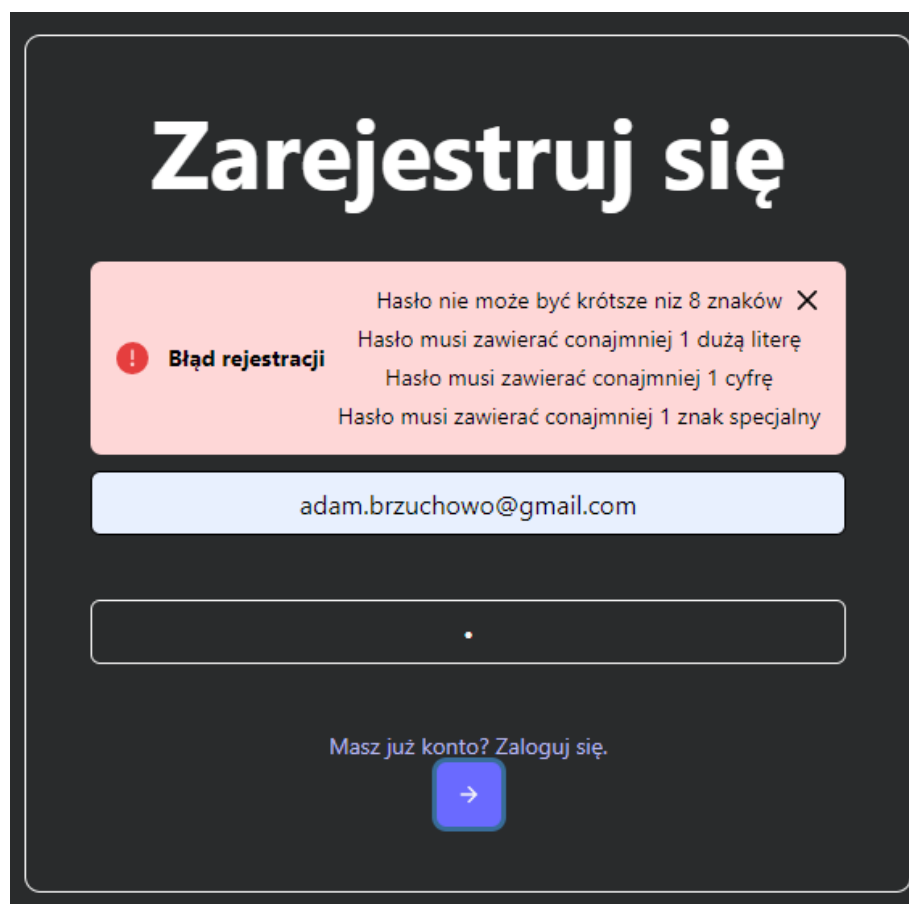 Zarejestruj się
Hasło nie może być krótsze niz 8 znaków
Hasło musi zawierać conajmniej 1 dużą literę
Błąd rejestracji
Hasło musi zawierać conajmniej 1 cyfrę
Hasło musi zawierać conajmniej 1 znak specjalny
adam.brzuchowo@gmail.com
Masz już konto? Zaloguj się.